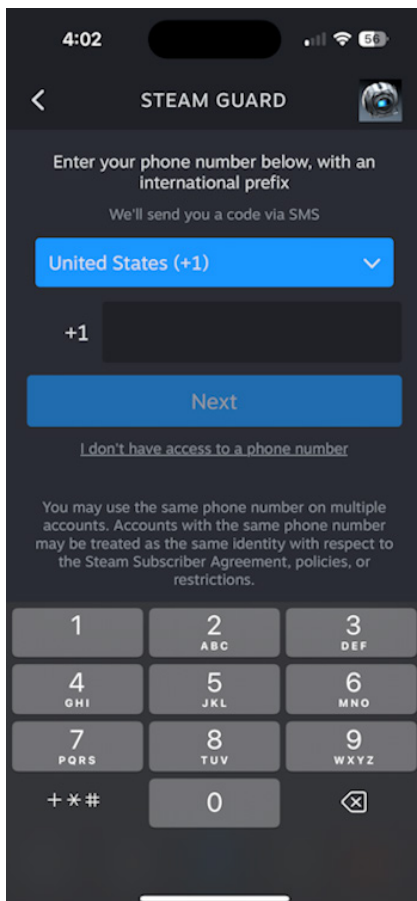 4:02
56
STEAM GUARD
Enter your phone number below, with an
international prefix
We'll send you a code via SMS
United States (+1)
+1
Next
I don't have access to a phone number
You may use the same phone number on multiple
accounts. Accounts with the same phone number
may be treated as the same identity with respect to
the Steam Subscriber Agreement, policies, or
restrictions.
1 2 3
ABC DEF
4 5 6
GHI JKL MNO
7 8 9
PQRS TUV WXYZ
+*# 0